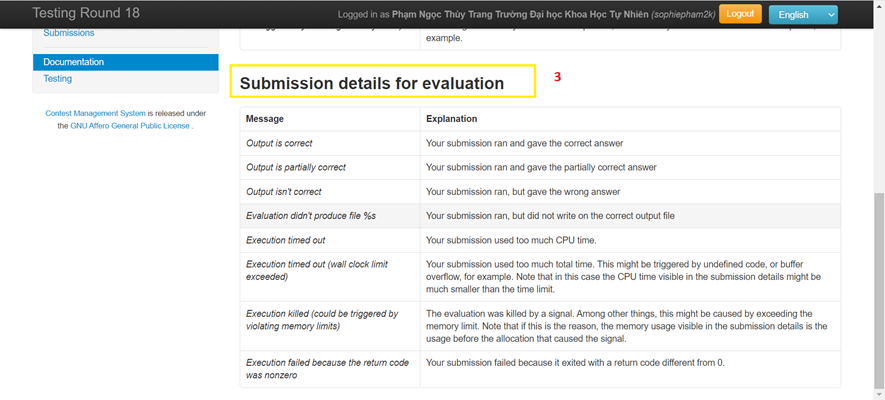 Testing Round 18
Logged in as Phạm Ngọc Thùy Trang Trường Đại học Khoa Học Tự Nhiên (sophiepham2k)
Logout
English
Submissions
example.
Documentation
Testing
Contest Management System is released under
the GNU Affero General Public License .
Submission details for evaluation
3
Message Explanation
Output is correct Your submission ran and gave the correct answer
Output is partially correct Your submission ran and gave the partially correct answer
Output isn't correct Your submission ran, but gave the wrong answer
Evaluation didn't produce file %s Your submission ran, but did not write on the correct output file
Execution timed out Your submission used too much CPU time.
Execution timed out (wall clock limit
exceeded)
Your submission used too much total time. This might be triggered by undefined code, or buffer
overflow, for example. Note that in this case the CPU time visible in the submission details might be
much smaller than the time limit.
Execution killed (could be triggered by
violating memory limits)
The evaluation was killed by a signal. Among other things, this might be caused by exceeding the
memory limit. Note that if this is the reason, the memory usage visible in the submission details is the
usage before the allocation that caused the signal.
Execution failed because the return code
was nonzero
Your submission failed because it exited with a return code different from 0.